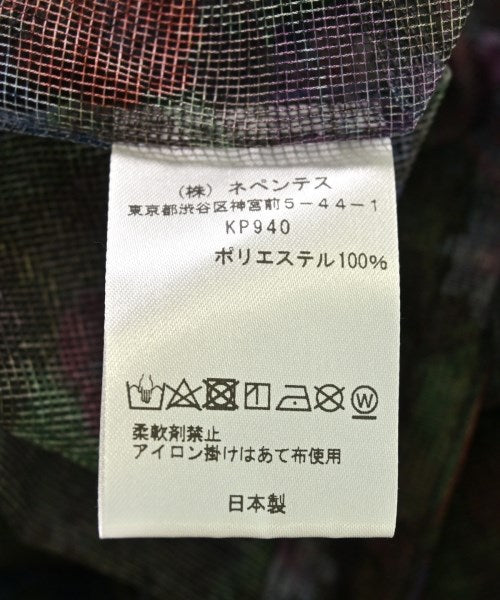 （株）ネペンテス
東京都渋谷区神宮前5-44-1
KP940
ポリエステル100%
W
柔軟剤禁止
アイロン掛けはあて布使用
日本製